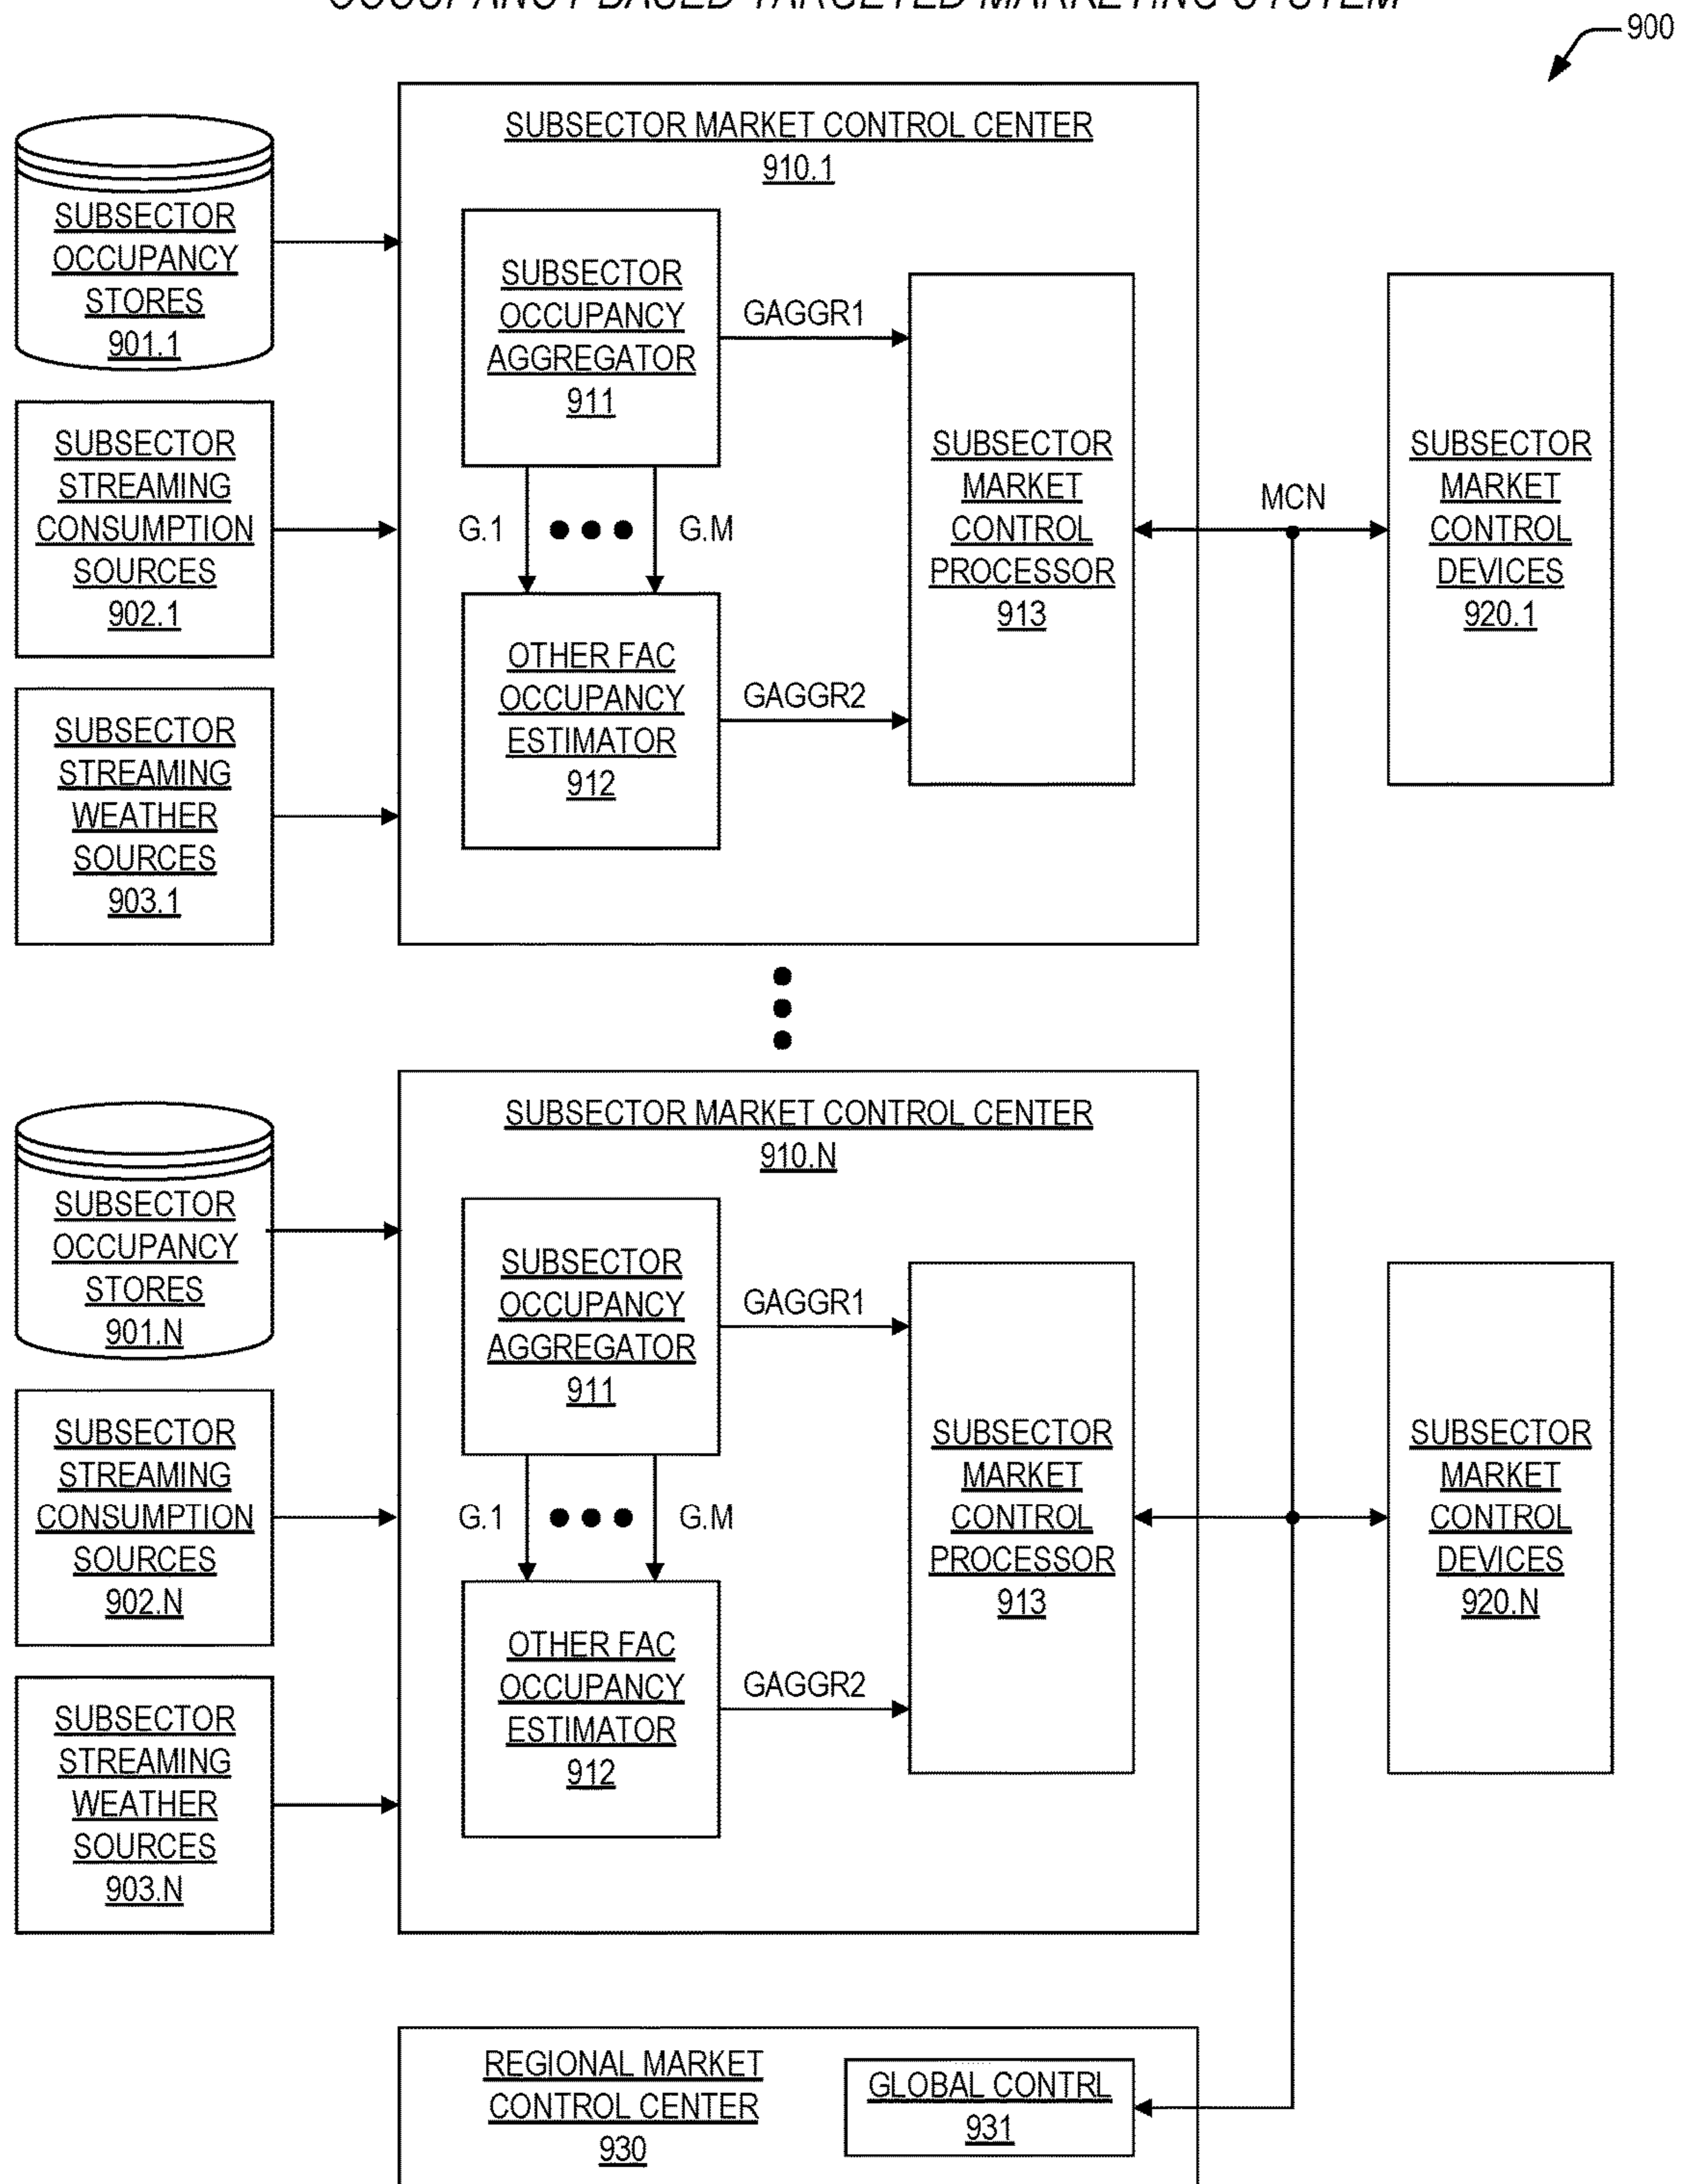 OCCUPANCY BASED TARGETED MARKETING SYSTEM
900
SUBSECTOR
OCCUPANCY
STORES
901.1
SUBSECTOR
STREAMING
CONSUMPTION
SOURCES
902.1
SUBSECTOR
STREAMING
WEATHER
SOURCES
903.1
SUBSECTOR MARKET CONTROL CENTER
910.1
SUBSECTOR
OCCUPANCY
AGGREGATOR
911
GAGGR1
G.1
G.M
OTHER FAC
OCCUPANCY
ESTIMATOR
912
GAGGR2
SUBSECTOR
MARKET
CONTROL
PROCESSOR
913
MCN
SUBSECTOR
MARKET
CONTROL
DEVICES
920.1
SUBSECTOR
OCCUPANCY
STORES
901.N
SUBSECTOR
STREAMING
CONSUMPTION
SOURCES
902.N
SUBSECTOR
STREAMING
WEATHER
SOURCES
903.N
SUBSECTOR MARKET CONTROL CENTER
910.N
SUBSECTOR
OCCUPANCY
AGGREGATOR
911
GAGGR1
G.1
G.M
OTHER FAC
OCCUPANCY
ESTIMATOR
912
GAGGR2
SUBSECTOR
MARKET
CONTROL
PROCESSOR
913
SUBSECTOR
MARKET
CONTROL
DEVICES
920.N
REGIONAL MARKET
CONTROL CENTER
930
GLOBAL CONTRL
931